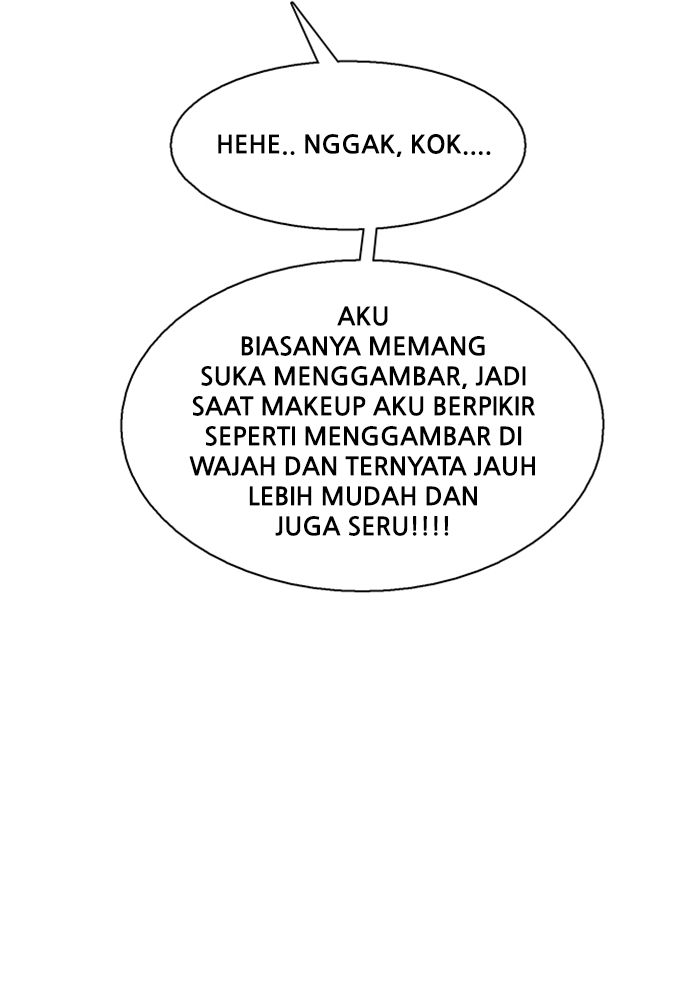 HEHE.. NGGAK, KOK....
AKU
BIASANYA MEMANG
SUKA MENGGAMBAR, JADI
SAAT MAKEUP AKU BERPIKIR
SEPERTI MENGGAMBAR DI
WAJAH DAN TERNYATA JAUH
LEBIH MUDAH DAN
JUGA SERU!!!!